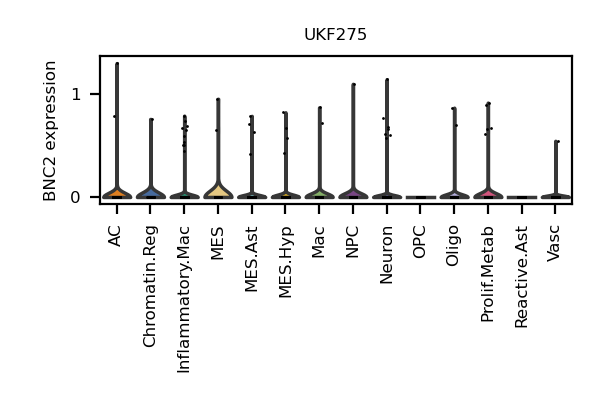 UKF275
BNC2 expression
1
0
AC
Chromatin.Reg
Inflammatory.Mac
MES
MES.Ast
MES.Hyp
Mac
NPC
Neuron
OPC
Oligo
Prolif.Metab
Reactive.Ast
Vasc